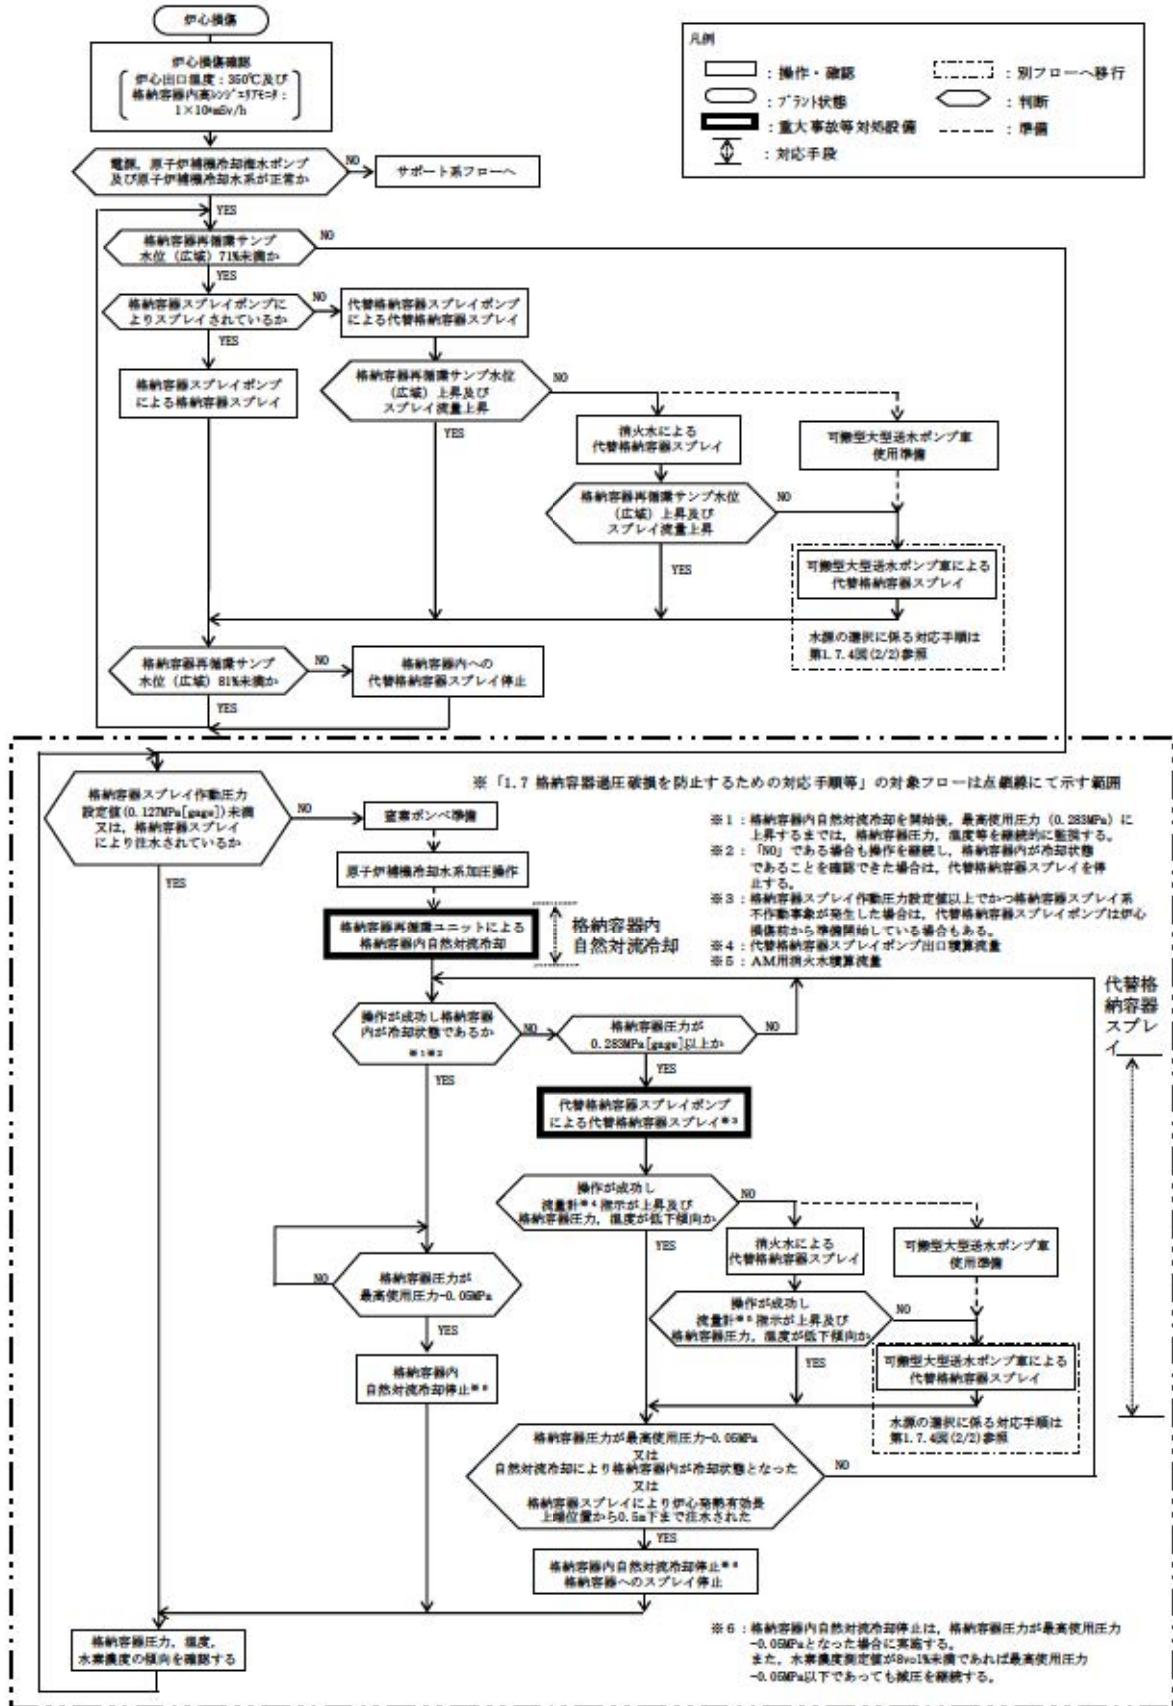 炉心損傷
炉心損傷確認
炉心出口温度：350℃及び
格納容器内高ﾚﾝｼﾞｴﾘｱﾓﾆﾀ：
凡例
：操作・確認
：別フローへ移行
：ﾌﾟﾗﾝﾄ状態
：判断
：重大事故等対処設備
：準備
：対応手段
電源，原子炉補機冷却海水ポンプ
及び原子炉補機冷却水系が正常か
NO
サポート系フローへ
YES
格納容器再循環サンプ
水位（広域）71%未満か
NO
YES
格納容器スプレイポンプに
よりスプレイされているか
NO
代替格納容器スプレイポンプ
による代替格納容器スプレイ
YES
格納容器スプレイポンプ
による格納容器スプレイ
格納容器再循環サンプ水位
（広域）上昇及び
スプレイ流量上昇
NO
YES
消火水による
代替格納容器スプレイ
可搬型大型送水ポンプ車
使用準備
格納容器再循環サンプ水位
（広域）上昇及び
スプレイ流量上昇
NO
YES
可搬型大型送水ポンプ車による
代替格納容器スプレイ
水源の選択に係る対応手順は
第1.7.4図(2/2)参照
格納容器再循環サンプ
水位（広域）81%未満か
NO
格納容器内への
代替格納容器スプレイ停止
YES
※「1.7 格納容器過圧破損を防止するための対応手順等」の対象フローは点鎖線にて示す範囲
格納容器スプレイ作動圧力
設定値(0.127MPa[gage])未満
又は，格納容器スプレイ
により注水されているか
NO
YES
窒素ボンベ準備
原子炉補機冷却水系加圧操作
格納容器再循環ユニットによる
格納容器内自然対流冷却
格納容器内
自然対流冷却
※1：格納容器内自然対流冷却を開始後，最高使用圧力（0.283MPa）に
上昇するまでは，格納容器圧力，温度等を継続的に監視する。
※2：「NO」である場合も操作を継続し，格納容器内が冷却状態
であることを確認できた場合は，代替格納容器スプレイを停
止する。
※3：格納容器スプレイ作動圧力設定値以上でかつ格納容器スプレイ系
不作動事象が発生した場合は，代替格納容器スプレイポンプは炉心
損傷前から準備開始している場合もある。
※4：代替格納容器スプレイポンプ出口積算流量
※5：AM用消火水積算流量
代替格
納容器
スプレ
イ
操作が成功し格納容器
内が冷却状態であるか
※1※2
NO
YES
格納容器圧力が
0.283MPa[gage]以上か
NO
YES
代替格納容器スプレイポンプ
による代替格納容器スプレイ※3
操作が成功し
流量計※4指示が上昇及び
格納容器圧力，温度が低下傾向か
NO
YES
消火水による
代替格納容器スプレイ
可搬型大型送水ポンプ車
使用準備
格納容器圧力が
最高使用圧力-0.05MPa
NO
YES
操作が成功し
流量計※5指示が上昇及び
格納容器圧力，温度が低下傾向か
NO
YES
可搬型大型送水ポンプ車による
代替格納容器スプレイ
水源の選択に係る対応手順は
第1.7.4図(2/2)参照
格納容器内
自然対流冷却停止※6
格納容器圧力が最高使用圧力-0.05MPa
又は
自然対流冷却により格納容器内が冷却状態となった
又は
格納容器スプレイにより炉心発熱有効長
上端位置から0.5m下まで注水された
NO
YES
格納容器内自然対流冷却停止※6
格納容器へのスプレイ停止
格納容器圧力，温度，
水素濃度の傾向を確認する
※6：格納容器内自然対流冷却停止は，格納容器圧力が最高使用圧力
-0.05MPaとなった場合に実施する。
また，水素濃度測定値が8vol%未満であれば最高使用圧力
-0.05MPa以下であっても減圧を継続する。